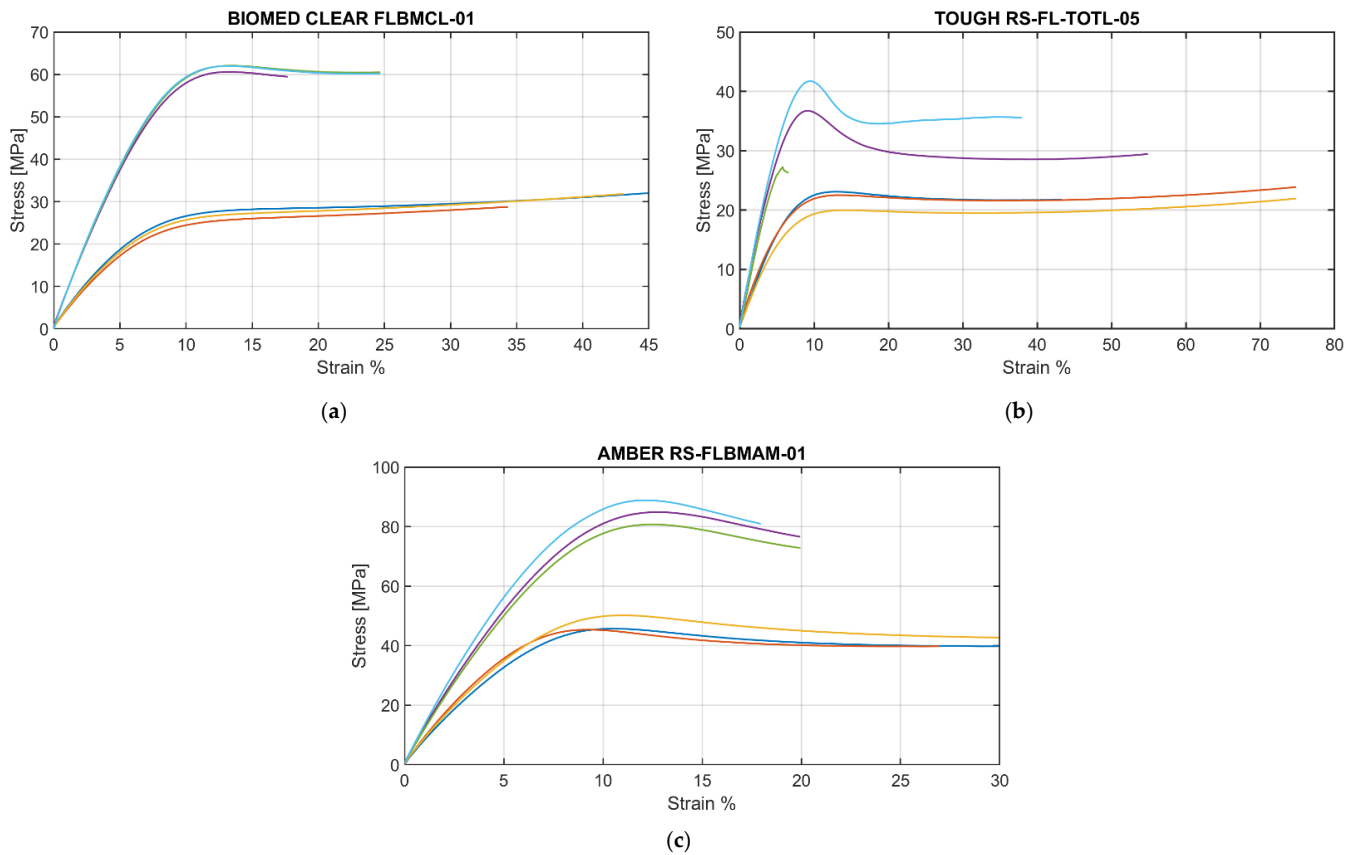 BIOMED CLEAR FLBMCL-01
70
60
50
40
30
20
10
0
Stress [MPa]
0 5 10 15 20 25 30 35 40 45
Strain %
(a)
TOUGH RS-FL-TOTL-05
50
40
30
20
10
0
Stress [MPa]
0 10 20 30 40 50 60 70 80
Strain %
(b)
AMBER RS-FLBMAM-01
100
80
60
40
20
0
Stress [MPa]
0 5 10 15 20 25 30
Strain %
(c)